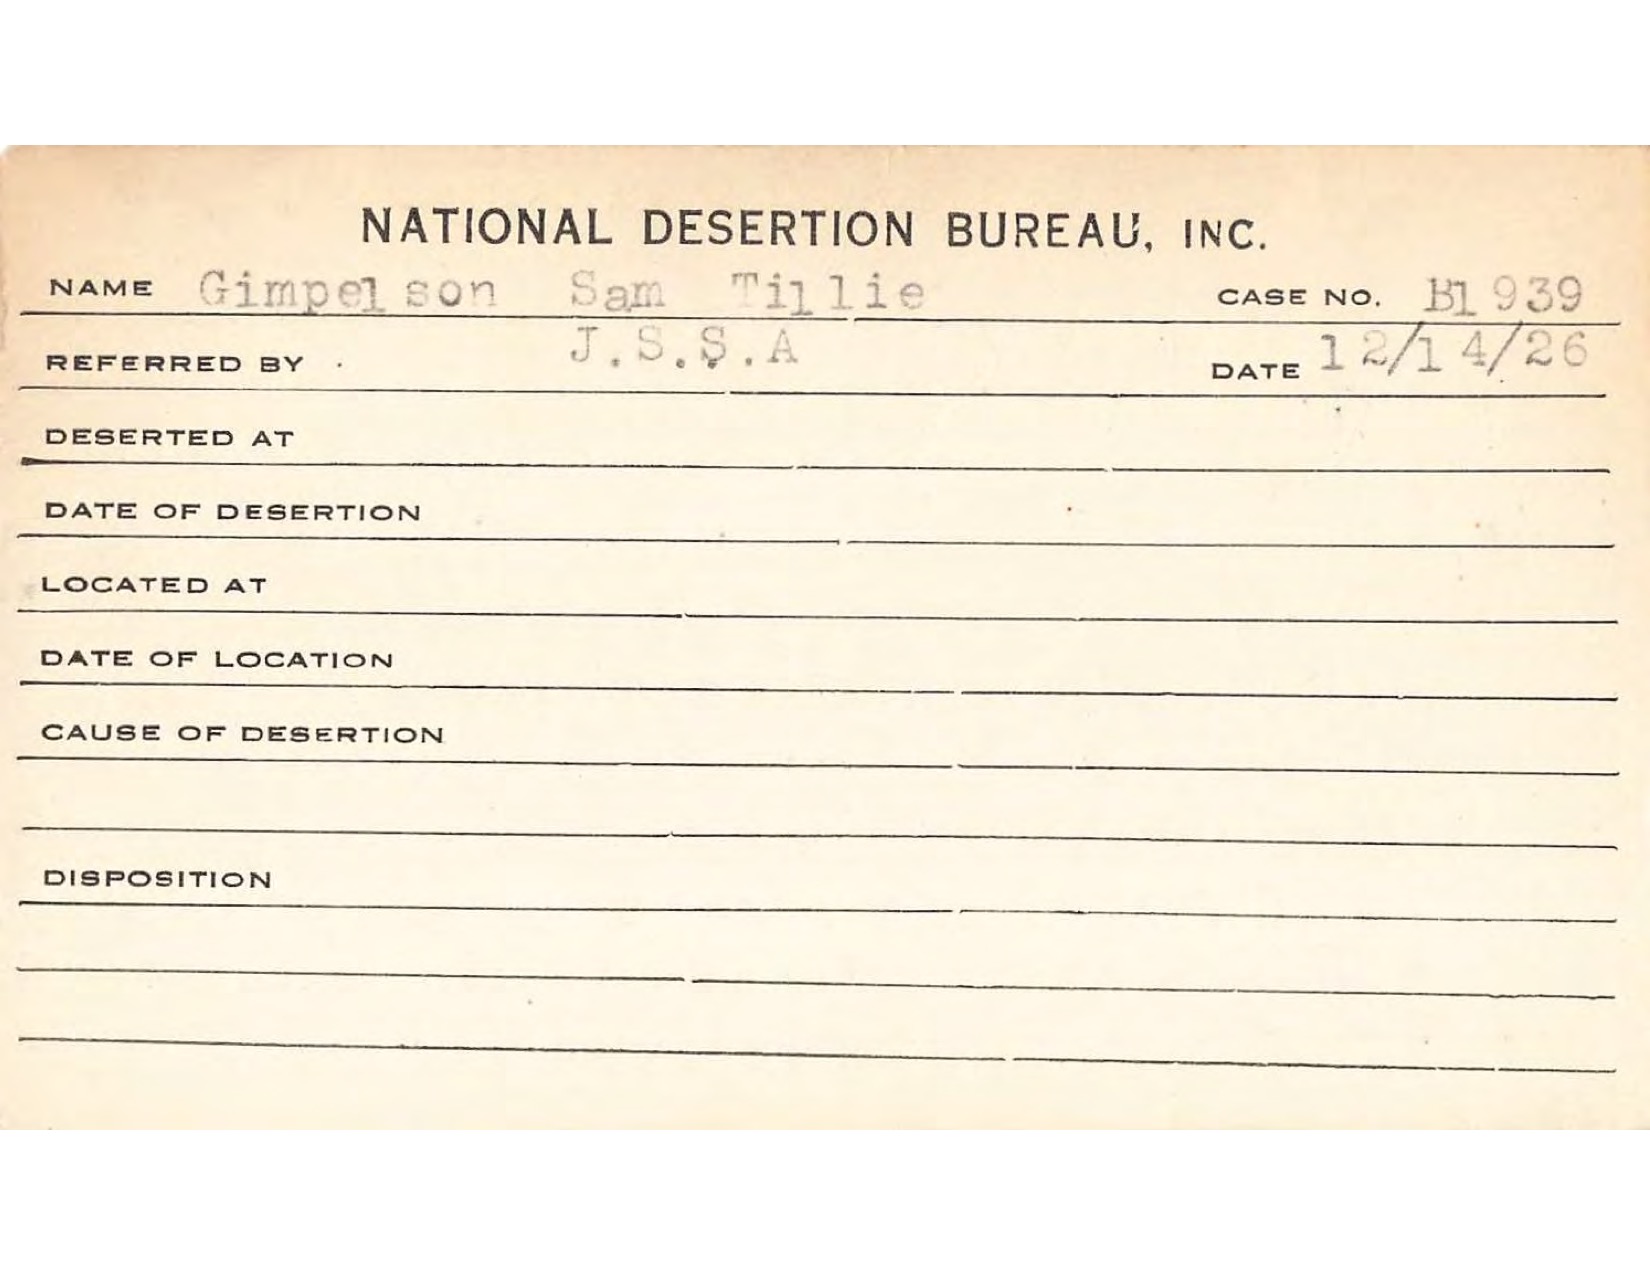 NATIONAL DESERTION BUREAU, INC.
NAME Gimpelson Sam Tillie CASE NO. B1939
REFERRED BY J.S.S.A DATE 12/14/26
DESERTED AT
DATE OF DESERTION
LOCATED AT
DATE OF LOCATION
CAUSE OF DESERTION
DISPOSITION